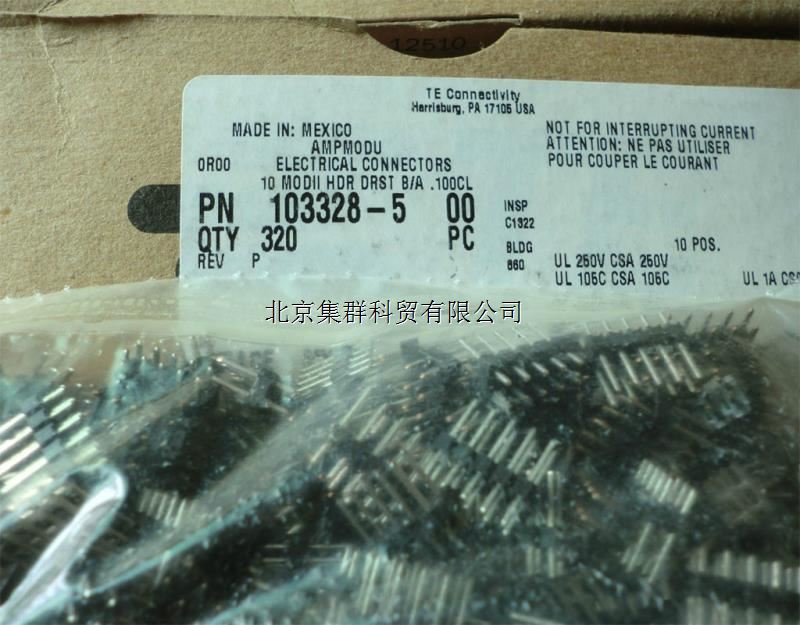 12510
TE Connectivity
Harrisburg, PA 17105 USA
MADE IN: MEXICO
AMPMODU
0R00 ELECTRICAL CONNECTORS
10 MODII HDR DRST B/A .100CL
PN 103328-5 00
QTY 320 PC
REV P
NOT FOR INTERRUPTING CURRENT
ATTENTION: NE PAS UTILISER
POUR COUPER LE COURANT
INSP
C1322
BLDG
860
10 POS.
UL 250V CSA 250V
UL 105C CSA 105C UL 1A CSA
北京集群科贸有限公司